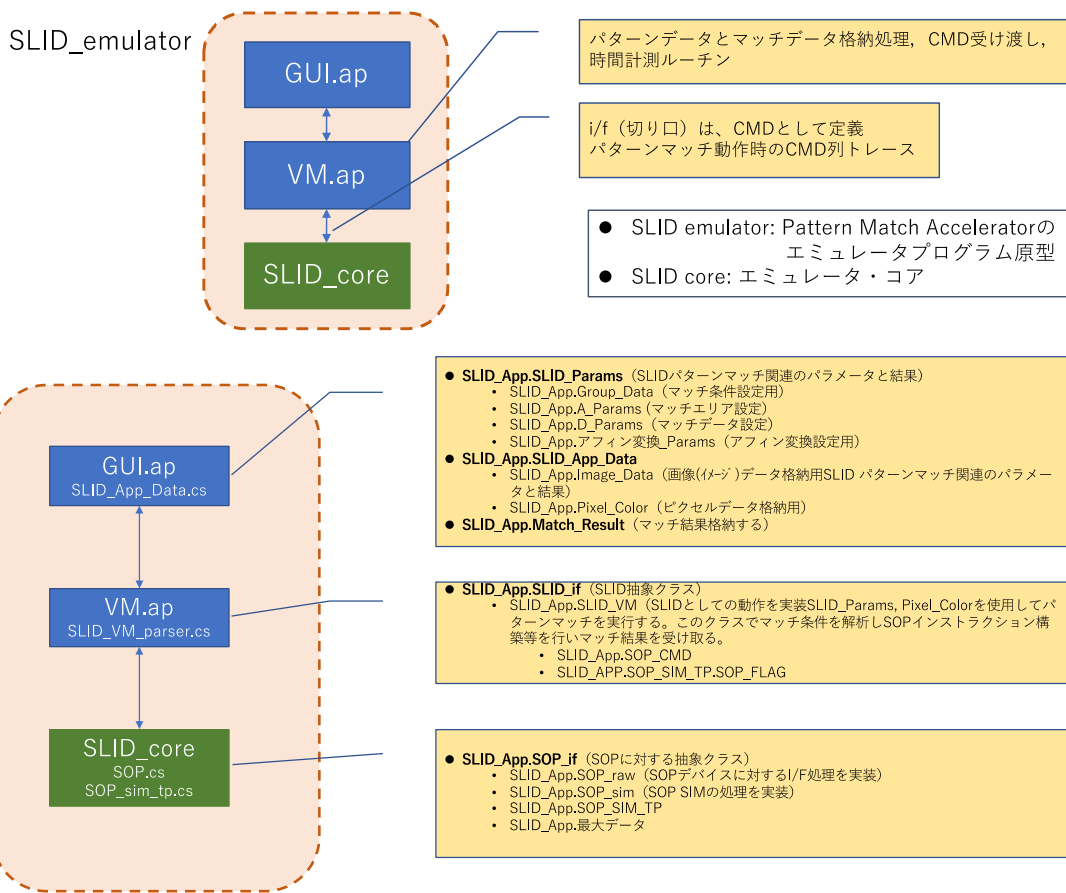 SLID_emulator
GUI.ap
VM.ap
SLID_core
パターンデータとマッチデータ格納処理，CMD受け渡し，
時間計測ルーチン
i/f（切り口）は、CMDとして定義
パターンマッチ動作時のCMD列トレース
● SLID emulator: Pattern Match Acceleratorの
エミュレータプログラム原型
● SLID core: エミュレータ・コア
GUI.ap
SLID_App_Data.cs
VM.ap
SLID_VM_parser.cs
SLID_core
SOP.cs
SOP_sim_tp.cs
● SLID_App.SLID_Params（SLIDパターンマッチ関連のパラメータと結果）
• SLID_App.Group_Data（マッチ条件設定用）
• SLID_App.A_Params (マッチエリア設定）
• SLID_App.D_Params（マッチデータ設定）
• SLID_App.アフィン変換_Params（アフィン変換設定用）
● SLID_App.SLID_App_Data
• SLID_App.Image_Data（画像(ｲﾒｰｼﾞ)データ格納用SLID パターンマッチ関連のパラメー
タと結果）
• SLID_App.Pixel_Color（ピクセルデータ格納用）
● SLID_App.Match_Result（マッチ結果格納する）
● SLID_App.SLID_if（SLID抽象クラス）
• SLID_App.SLID_VM（SLIDとしての動作を実装SLID_Params, Pixel_Colorを使用してパ
ターンマッチを実行する。このクラスでマッチ条件を解析しSOPインストラクション構
築等を行いマッチ結果を受け取る。
• SLID_App.SOP_CMD
• SLID_APP.SOP_SIM_TP.SOP_FLAG
● SLID_App.SOP_if（SOPに対する抽象クラス）
• SLID_App.SOP_raw（SOPデバイスに対するI/F処理を実装）
• SLID_App.SOP_sim（SOP SIMの処理を実装）
• SLID_App.SOP_SIM_TP
• SLID_App.最大データ